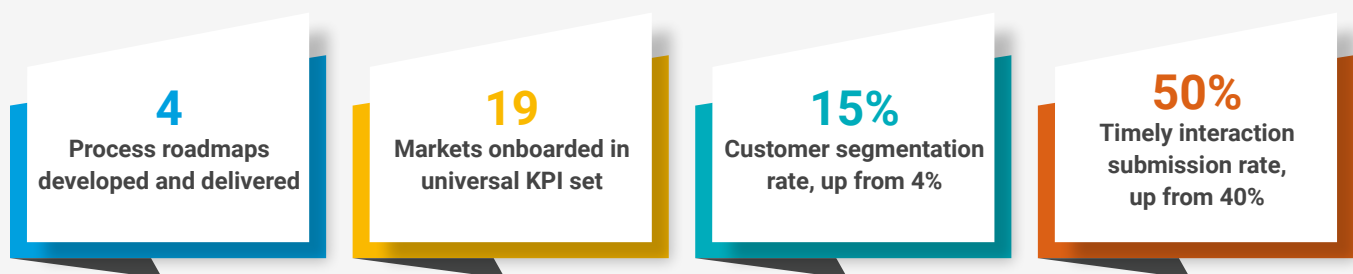 4
Process roadmaps
developed and delivered
19
Markets onboarded in
universal KPI set
15%
Customer segmentation
rate, up from 4%
50%
Timely interaction
submission rate,
up from 40%